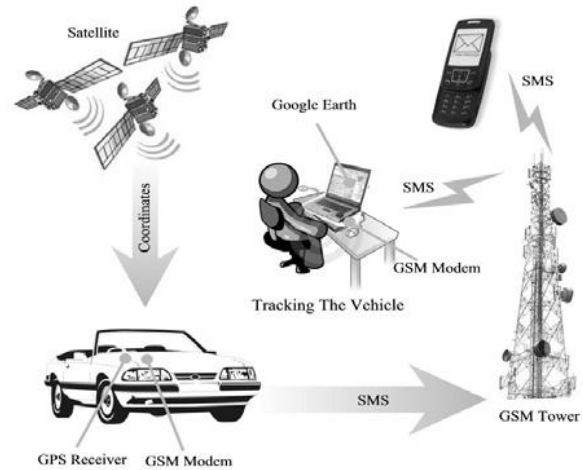 Satellite
SMS
Google Earth
SMS
Coordinates
GSM Modem
Tracking The Vehicle
SMS
GSM Tower
GPS Receiver
GSM Modem